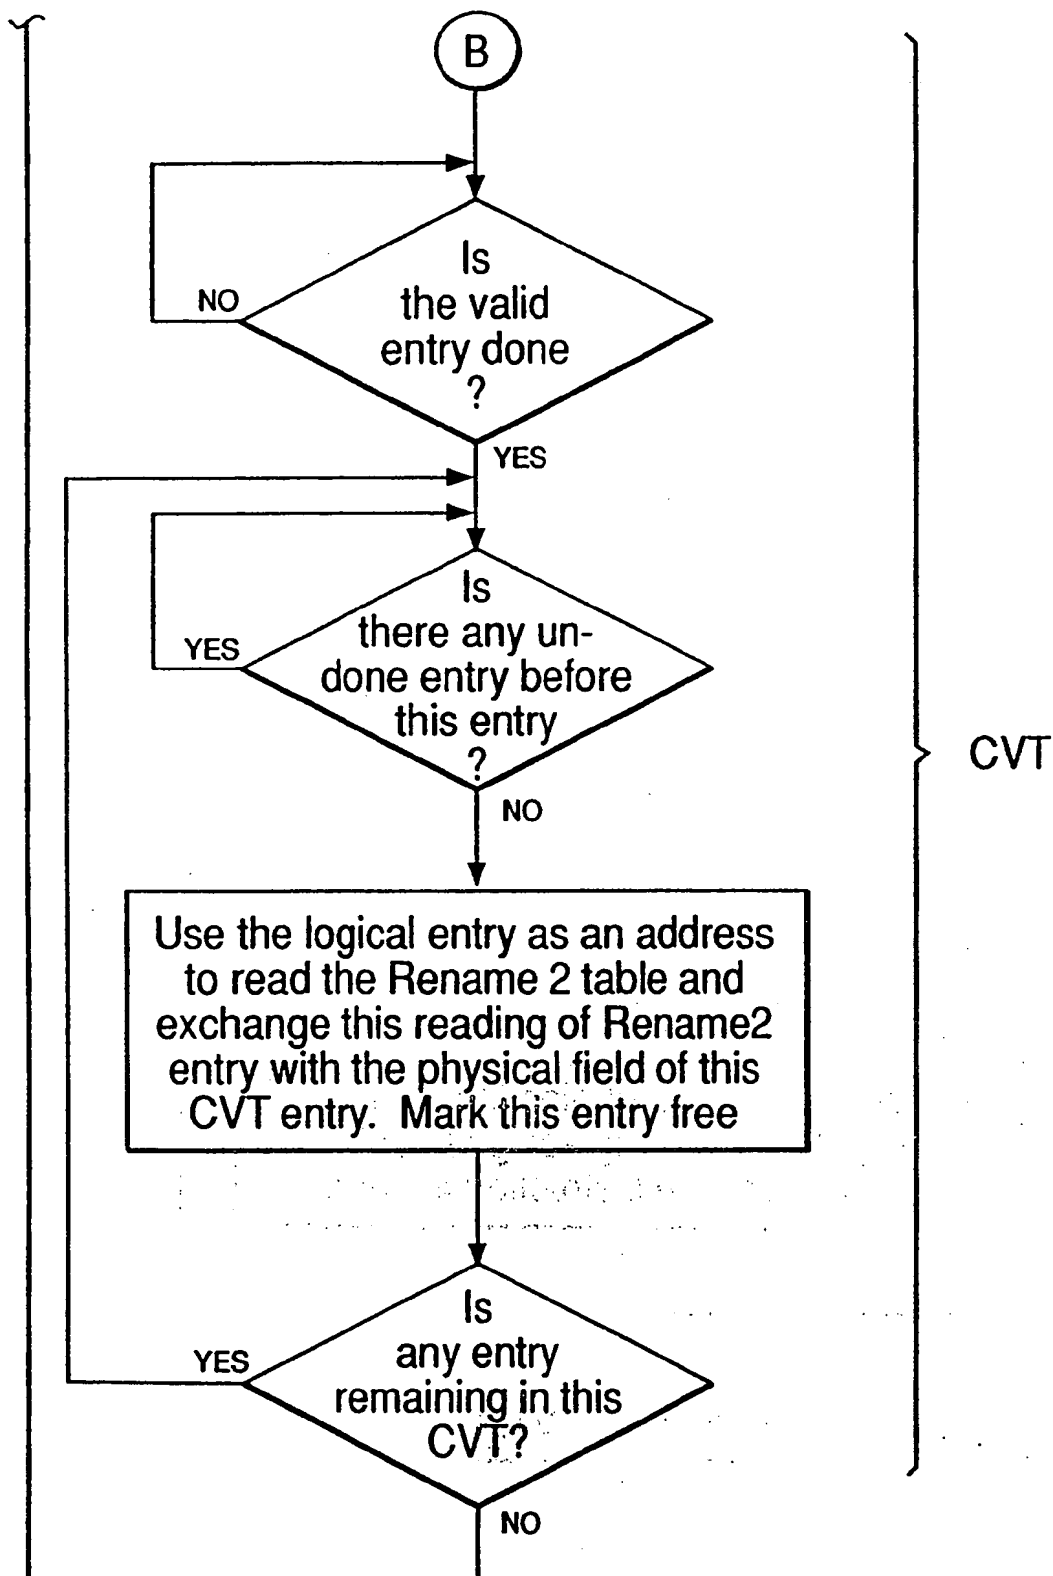 B
Is
the valid
entry done
?
NO
YES
Is
there any un-
done entry before
this entry
?
YES
NO
CVT
Use the logical entry as an address
to read the Rename 2 table and
exchange this reading of Rename2
entry with the physical field of this
CVT entry. Mark this entry free
Is
any entry
remaining in this
CVT?
YES
NO